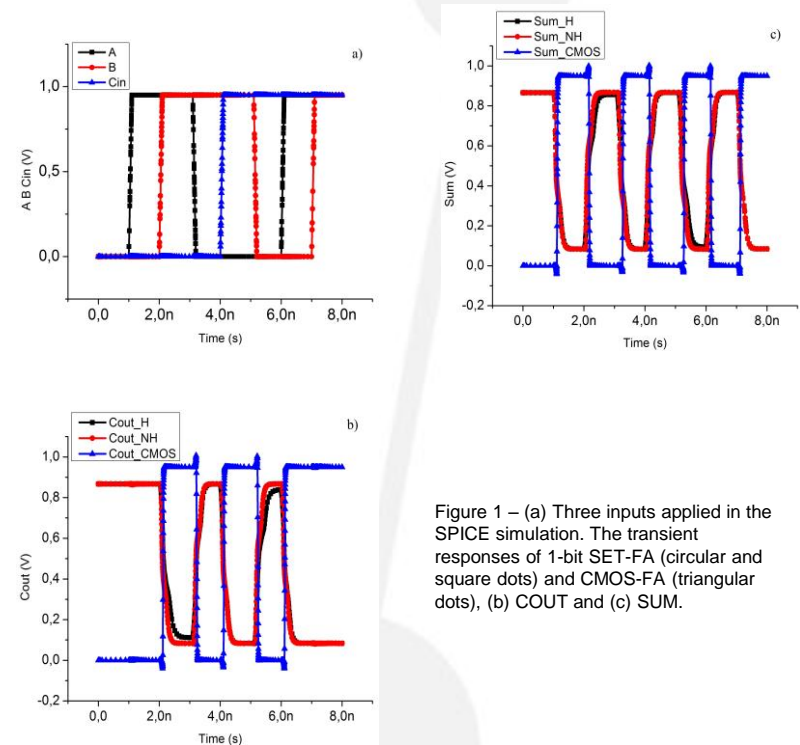 A
B
Cin
a)
1,0
0,5
0,0
A B Cin (V)
0,0 2,0n 4,0n 6,0n 8,0n
Time (s)
Sum_H
Sum_NH
Sum_CMOS
c)
1,0
0,8
0,6
0,4
0,2
0,0
-0,2
Sum (V)
0,0 2,0n 4,0n 6,0n 8,0n
Time (s)
Cout_H
Cout_NH
Cout_CMOS
b)
1,0
0,8
0,6
0,4
0,2
0,0
-0,2
Cout (V)
0,0 2,0n 4,0n 6,0n 8,0n
Time (s)
Figure 1 – (a) Three inputs applied in the
SPICE simulation. The transient
responses of 1-bit SET-FA (circular and
square dots) and CMOS-FA (triangular
dots), (b) COUT and (c) SUM.